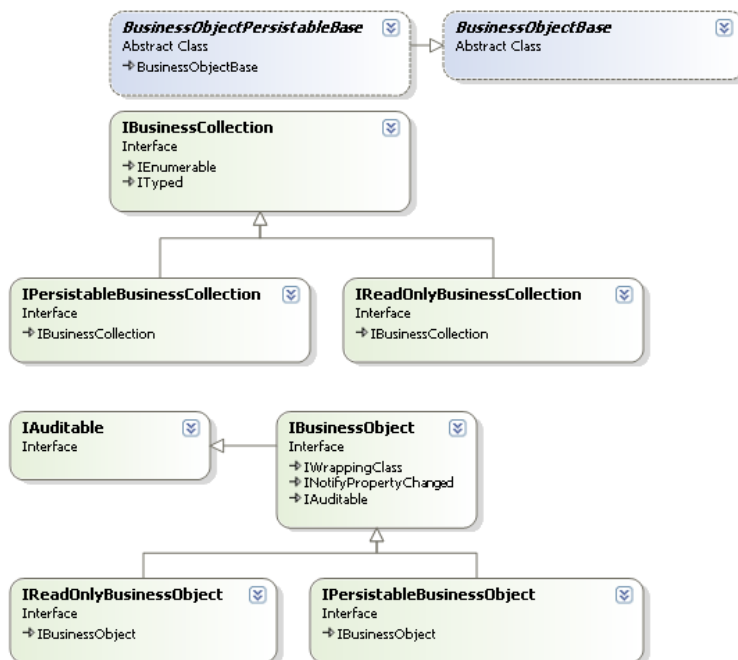 BusinessObjectPersistableBase
Abstract Class
BusinessObjectBase
BusinessObjectBase
Abstract Class
IBusinessCollection
Interface
IEnumerable
ITyped
IPersistableBusinessCollection
Interface
IBusinessCollection
IReadOnlyBusinessCollection
Interface
IBusinessCollection
IAuditable
Interface
IBusinessObject
Interface
IWrappingClass
INotifyPropertyChanged
IAuditable
IReadOnlyBusinessObject
Interface
IBusinessObject
IPersistableBusinessObject
Interface
IBusinessObject